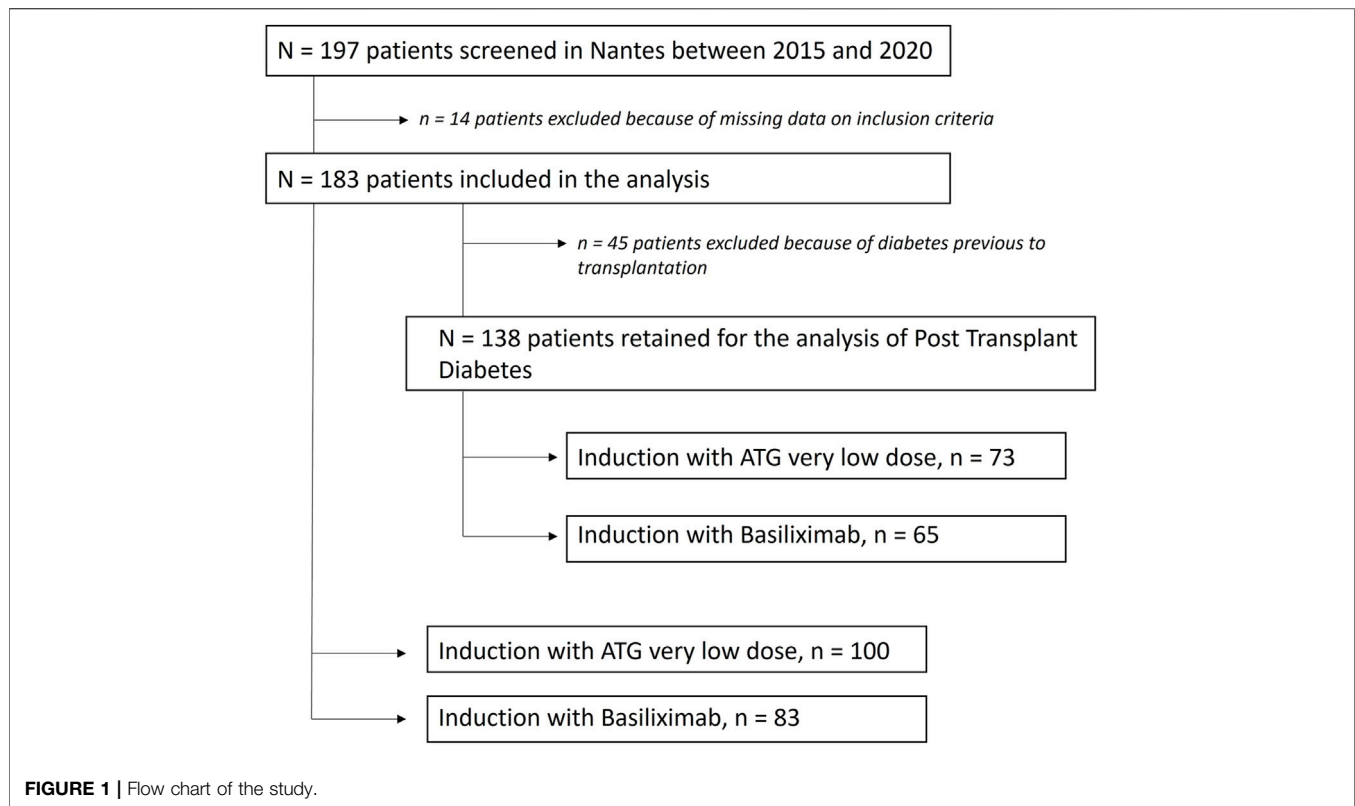 N = 197 patients screened in Nantes between 2015 and 2020
n = 14 patients excluded because of missing data on inclusion criteria
N = 183 patients included in the analysis
n = 45 patients excluded because of diabetes previous to
transplantation
N = 138 patients retained for the analysis of Post Transplant
Diabetes
Induction with ATG very low dose, n = 73
Induction with Basiliximab, n = 65
Induction with ATG very low dose, n = 100
Induction with Basiliximab, n = 83
FIGURE 1 | Flow chart of the study.